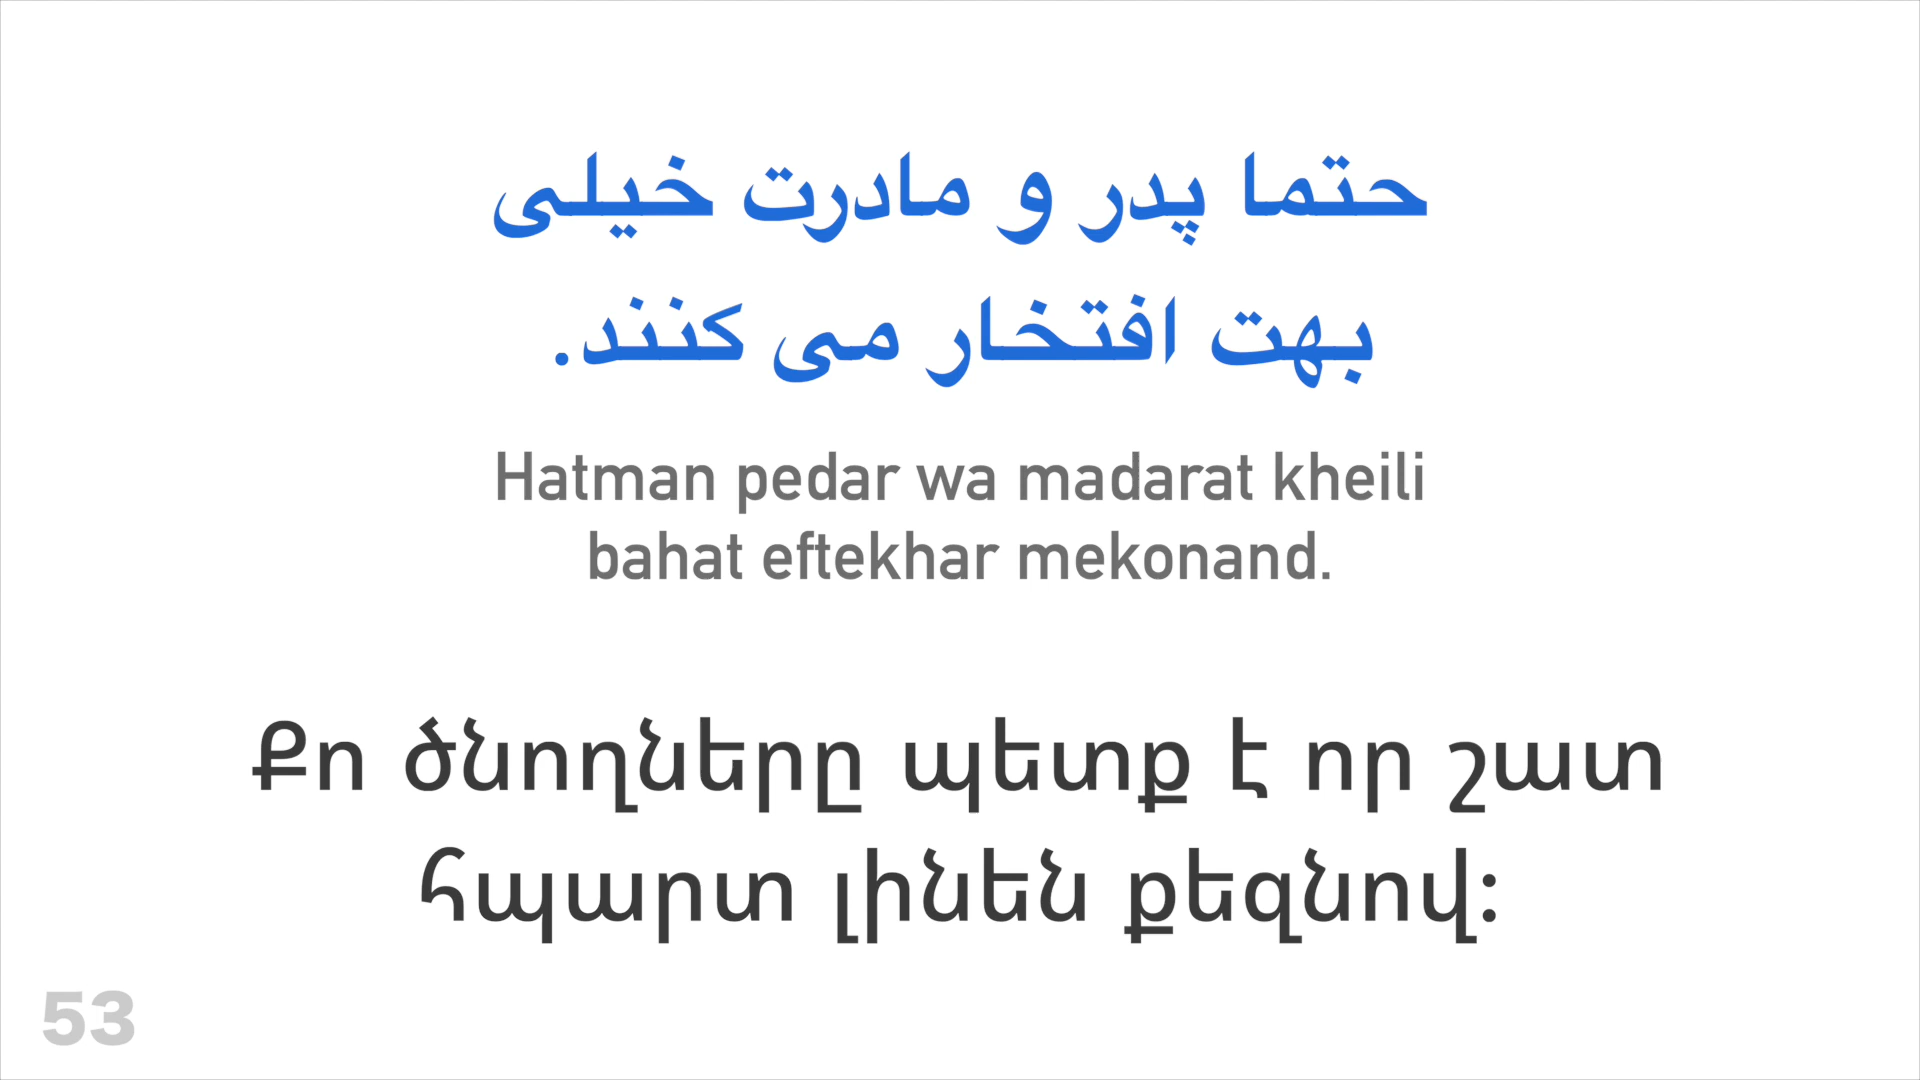 حتما پدر و مادرت خیلی
بهت افتخار می کنند.
Hatman pedar wa madarat kheili
bahat eftekhar mekonand.
Քո ծնողները պետք է որ շատ
հպարտ լինեն քեզնով։
53